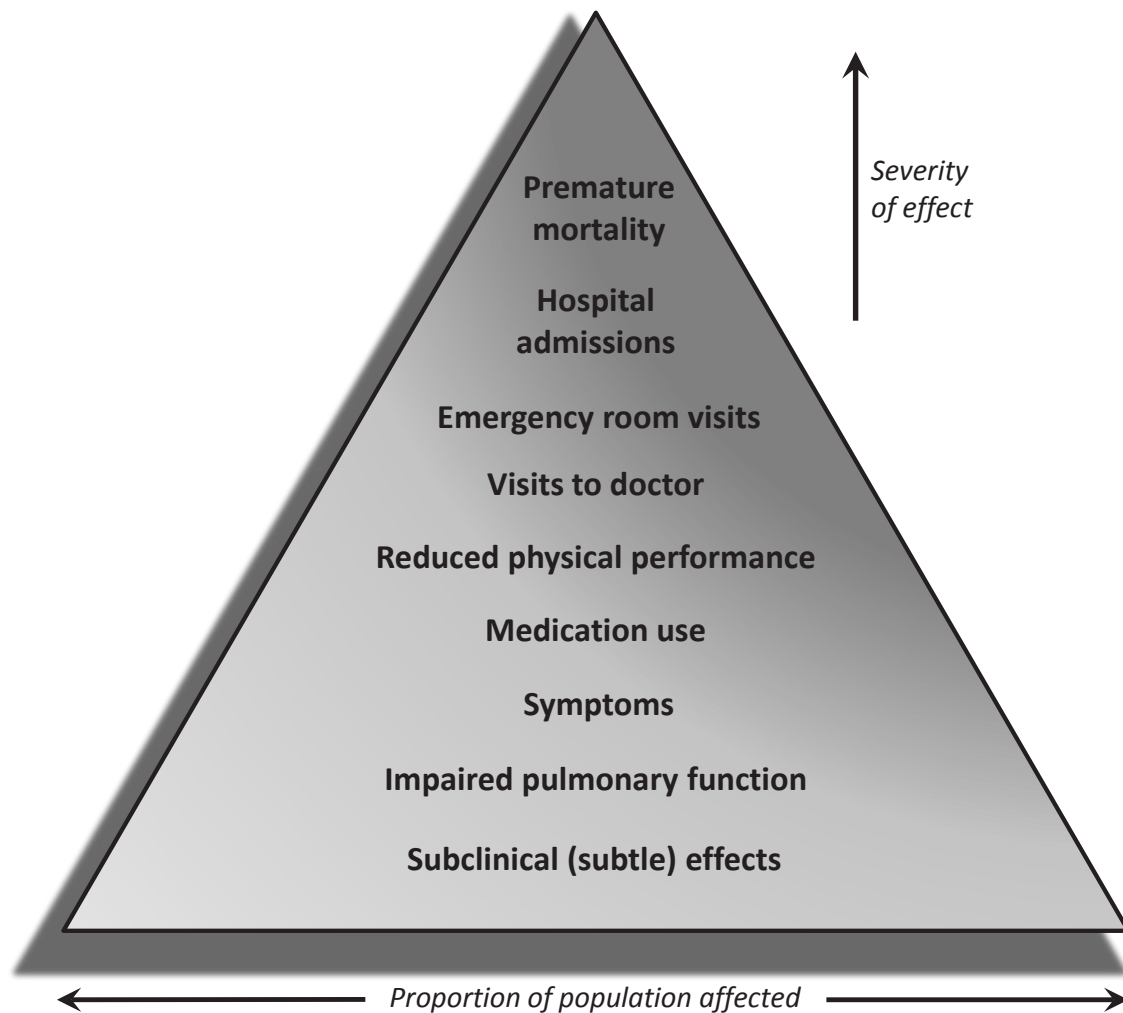 Premature
mortality
Severity
of effect
Hospital
admissions
Emergency room visits
Visits to doctor
Reduced physical performance
Medication use
Symptoms
Impaired pulmonary function
Subclinical (subtle) effects
Proportion of population affected